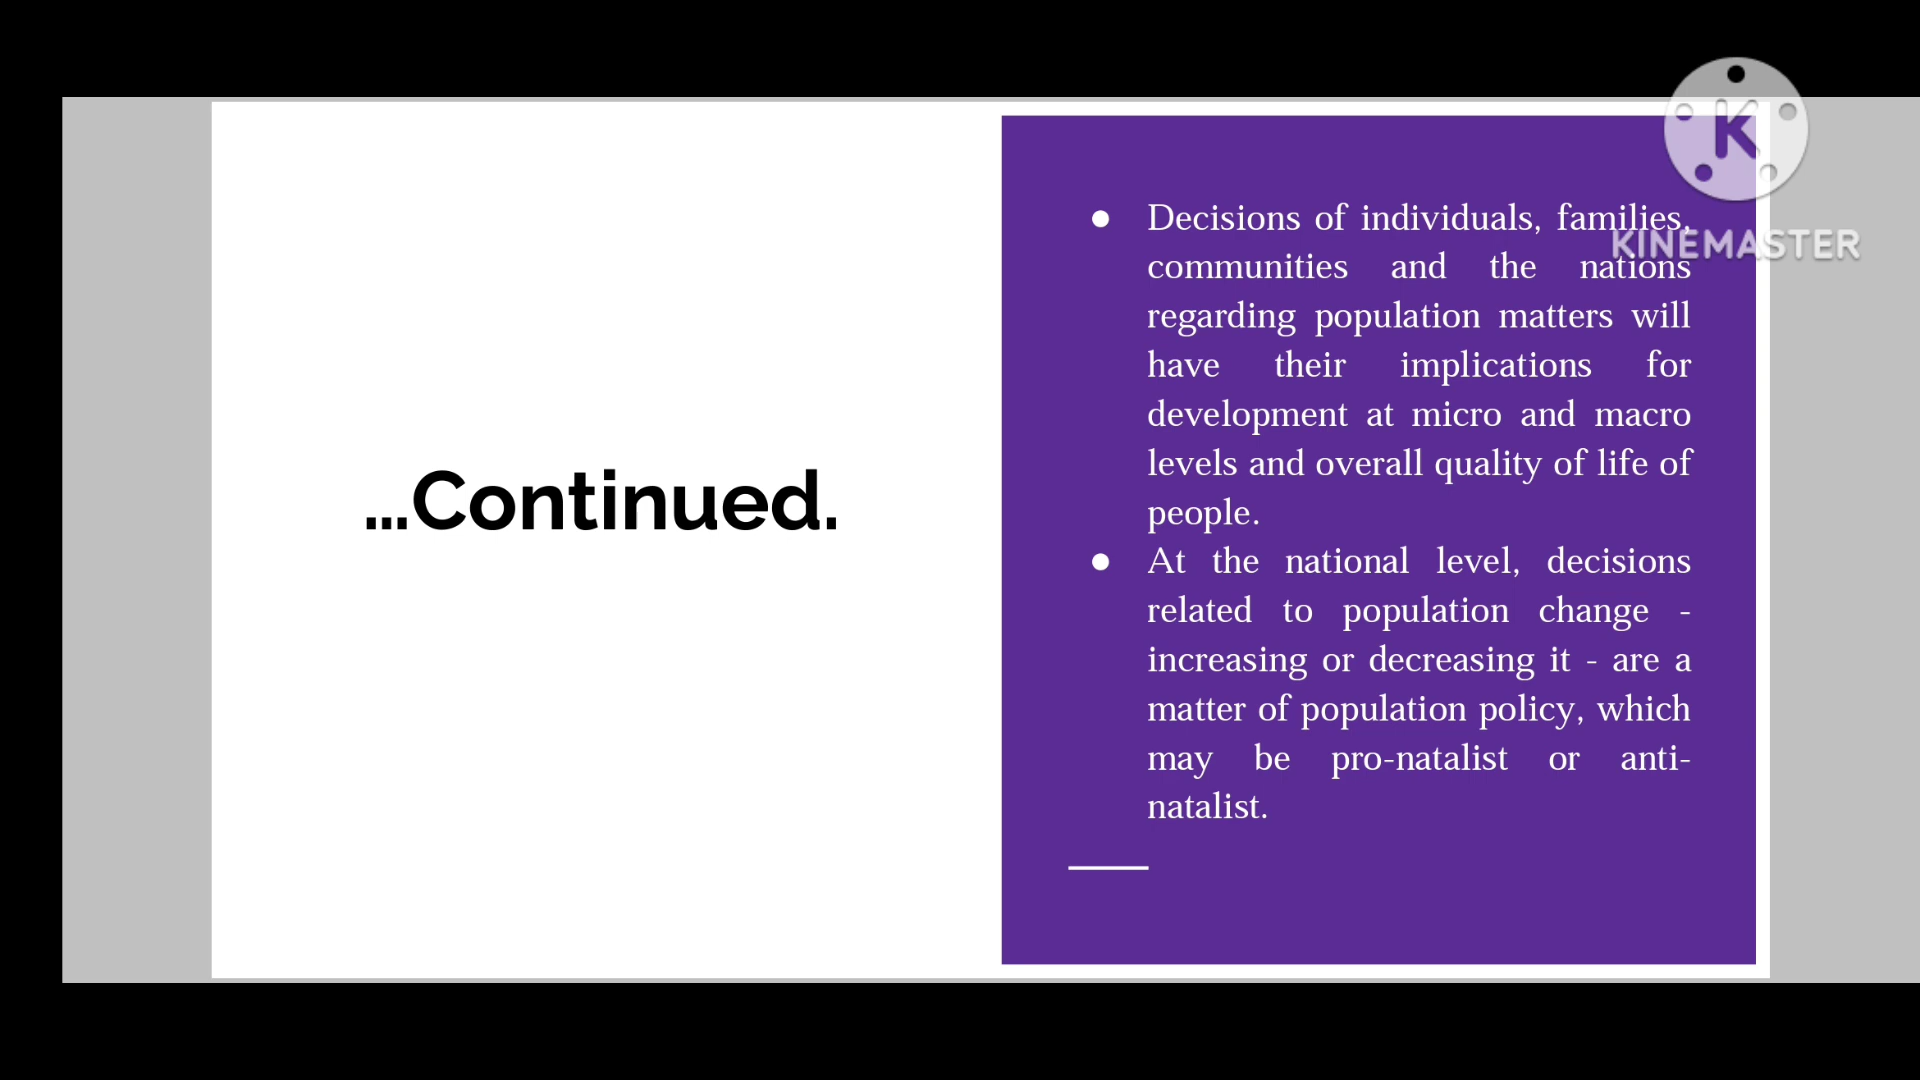 ...Continued.
● Decisions of individuals, families,
communities and the nations
regarding population matters will
have their implications for
development at micro and macro
levels and overall quality of life of
people.
● At the national level, decisions
related to population change -
increasing or decreasing it - are a
matter of population policy, which
may be pro-natalist or anti-
natalist.
K
KINEMASTER